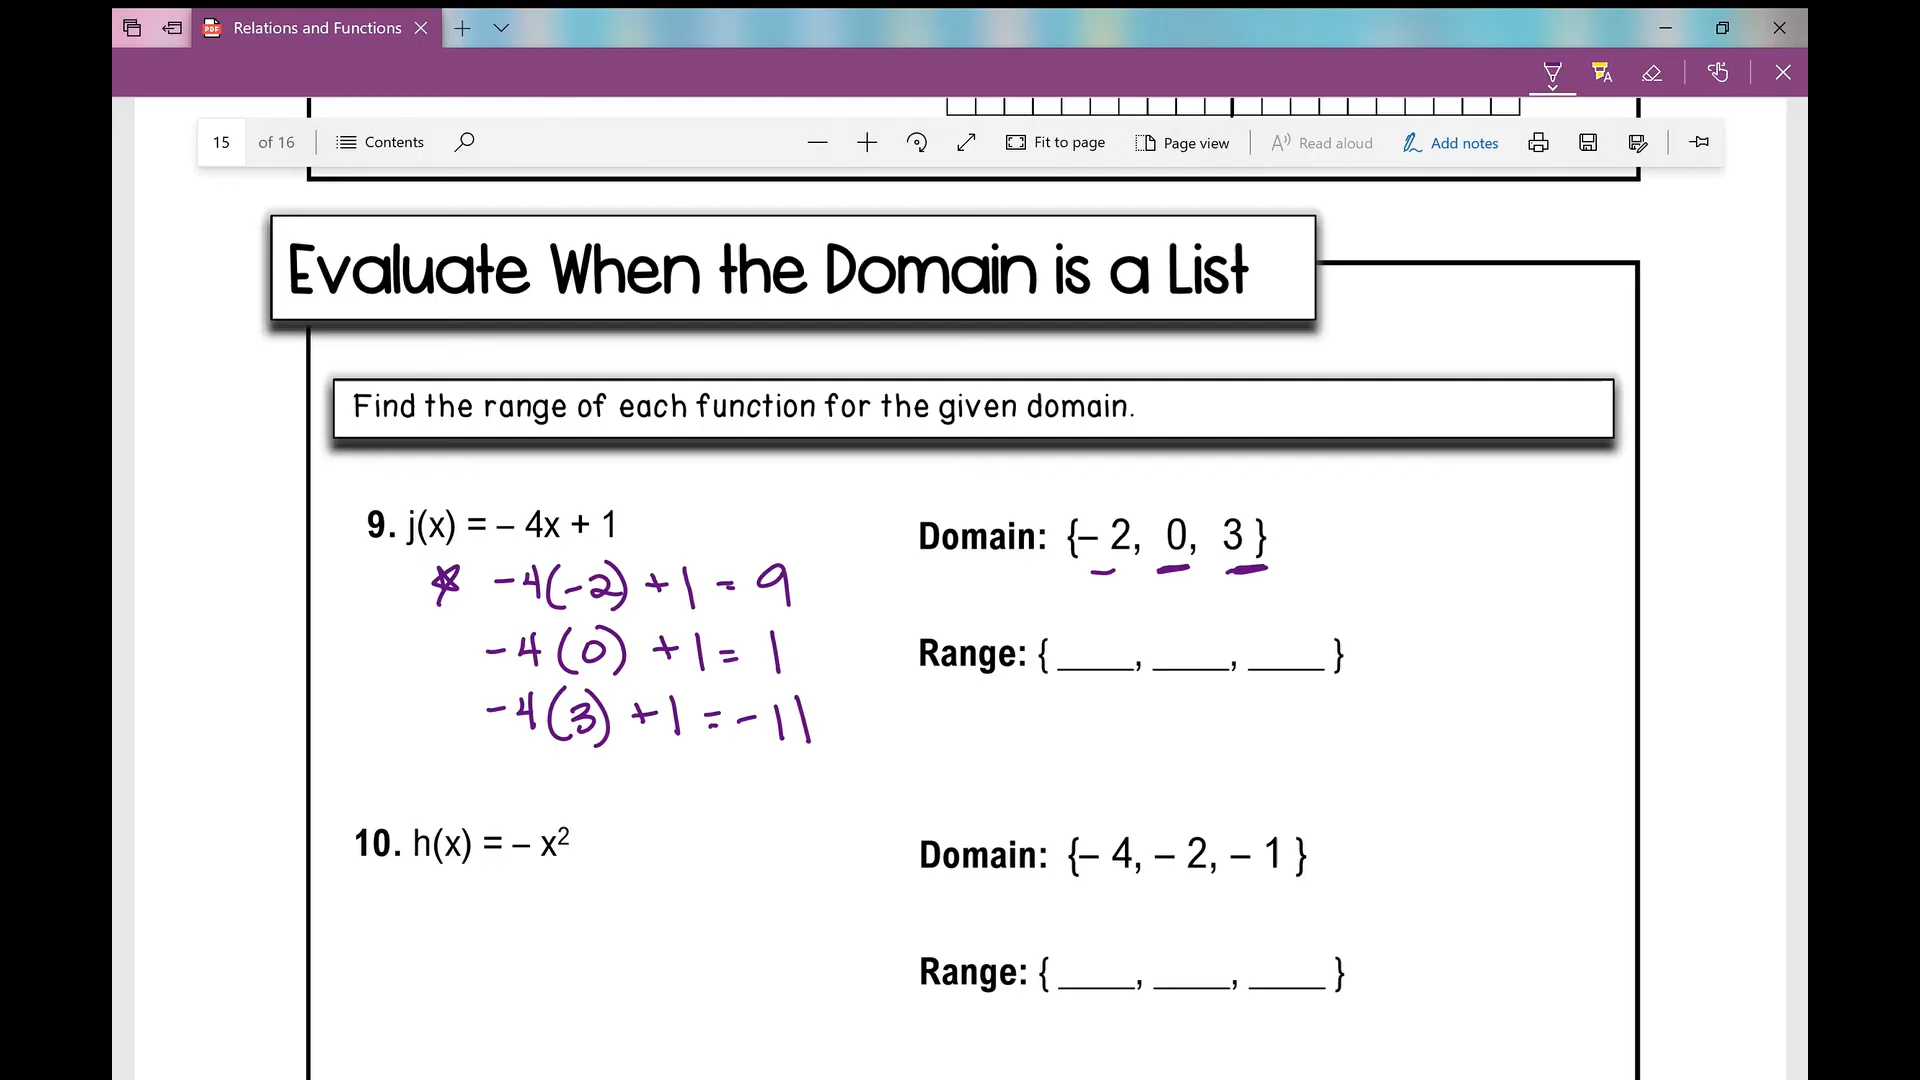 Relations and Functions
15 of 16 Contents Fit to page Page view Read aloud Add notes
Evaluate When the Domain is a List
Find the range of each function for the given domain.
9. j(x) = – 4x + 1
Domain: {– 2, 0, 3 }
-4(-2) + 1 = 9
-4(0) + 1 = 1
Range: { ____, ____, ____ }
-4(3) + 1 = -11
10. h(x) = – x²
Domain: {– 4, – 2, – 1 }
Range: { ____, ____, ____ }